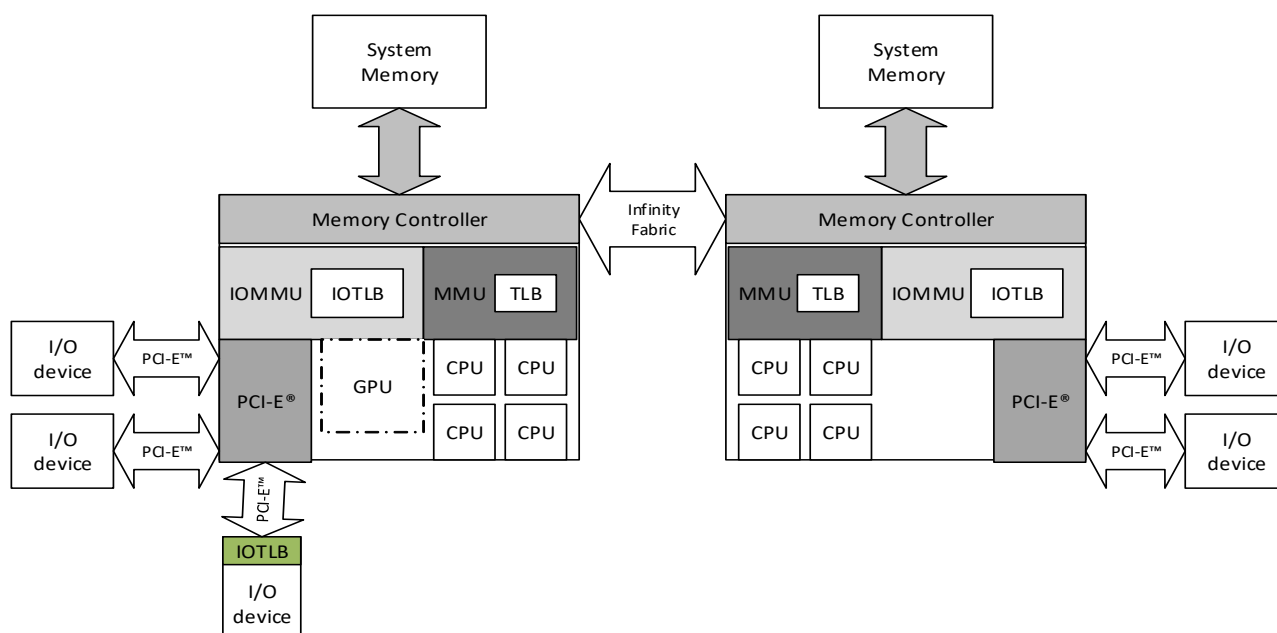 System
Memory
System
Memory
Memory Controller
Infinity
Fabric
Memory Controller
IOMMU
IOTLB
MMU
TLB
MMU
TLB
IOMMU
IOTLB
I/O
device
PCI-E™
PCI-E®
GPU
CPU
CPU
CPU
CPU
PCI-E®
PCI-E™
I/O
device
I/O
device
PCI-E™
CPU
CPU
CPU
CPU
PCI-E™
I/O
device
PCI-E™
IOTLB
I/O
device